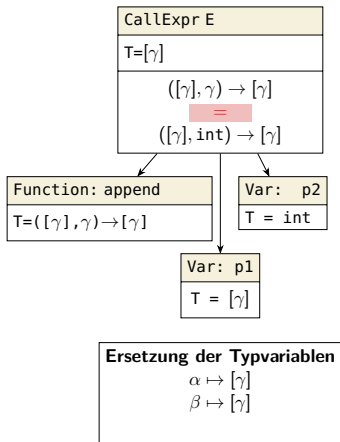 CallExpr E
T=[γ]
([γ], γ) → [γ]
=
([γ], int) → [γ]
Function: append
T=([γ],γ)→[γ]
Var: p2
T = int
Var: p1
T = [γ]
Ersetzung der Typvariablen
α ↦ [γ]
β ↦ [γ]